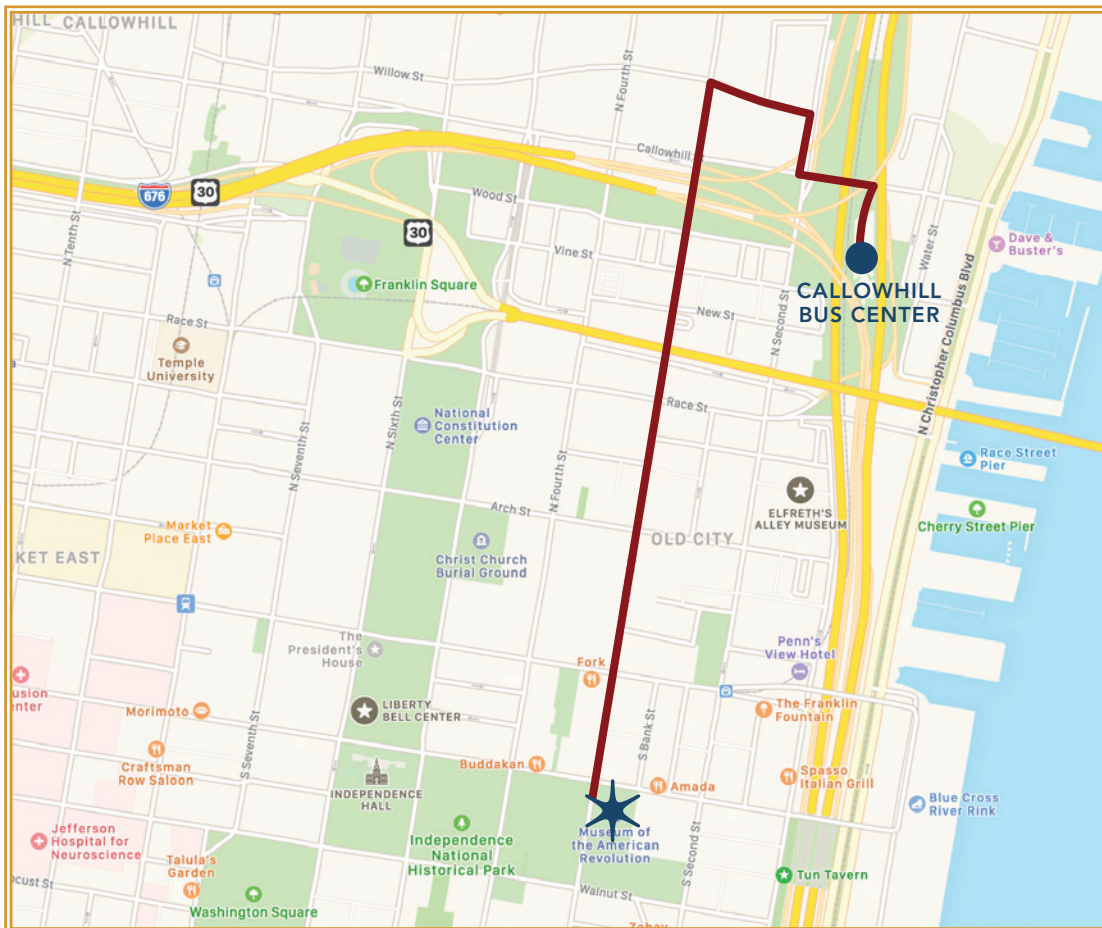 HILL CALLOWHILL
Willow St
N Fourth St
Callowhill
676
30
Wood St
30
N Tenth St
Vine St
Water St
Dave &
Buster's
Franklin Square
CALLOWHILL
BUS CENTER
New St
N Second St
N Christopher Columbus Blvd
Race St
Temple
University
Race St
N Sixth St
National
Constitution
Center
N Seventh St
N Fourth St
Race Street
Pier
Arch St
ELFRETH'S
ALLEY MUSEUM
Market
Place East
OLD CITY
Cherry Street Pier
KET EAST
Christ Church
Burial Ground
The
President's
House
Penn's
View Hotel
Fork
usion
enter
Morimoto
LIBERTY
BELL CENTER
The Franklin
Fountain
S Seventh St
S Bank St
Craftsman
Row Saloon
Buddakan
Amada
Spasso
Italian Grill
INDEPENDENCE
HALL
Blue Cross
River Rink
Museum of
the American
Revolution
Jefferson
Hospital for
Neuroscience
Independence
National
Historical Park
S Second St
Talula's
Garden
Tun Tavern
ocust St
Walnut St
Washington Square
Zahav